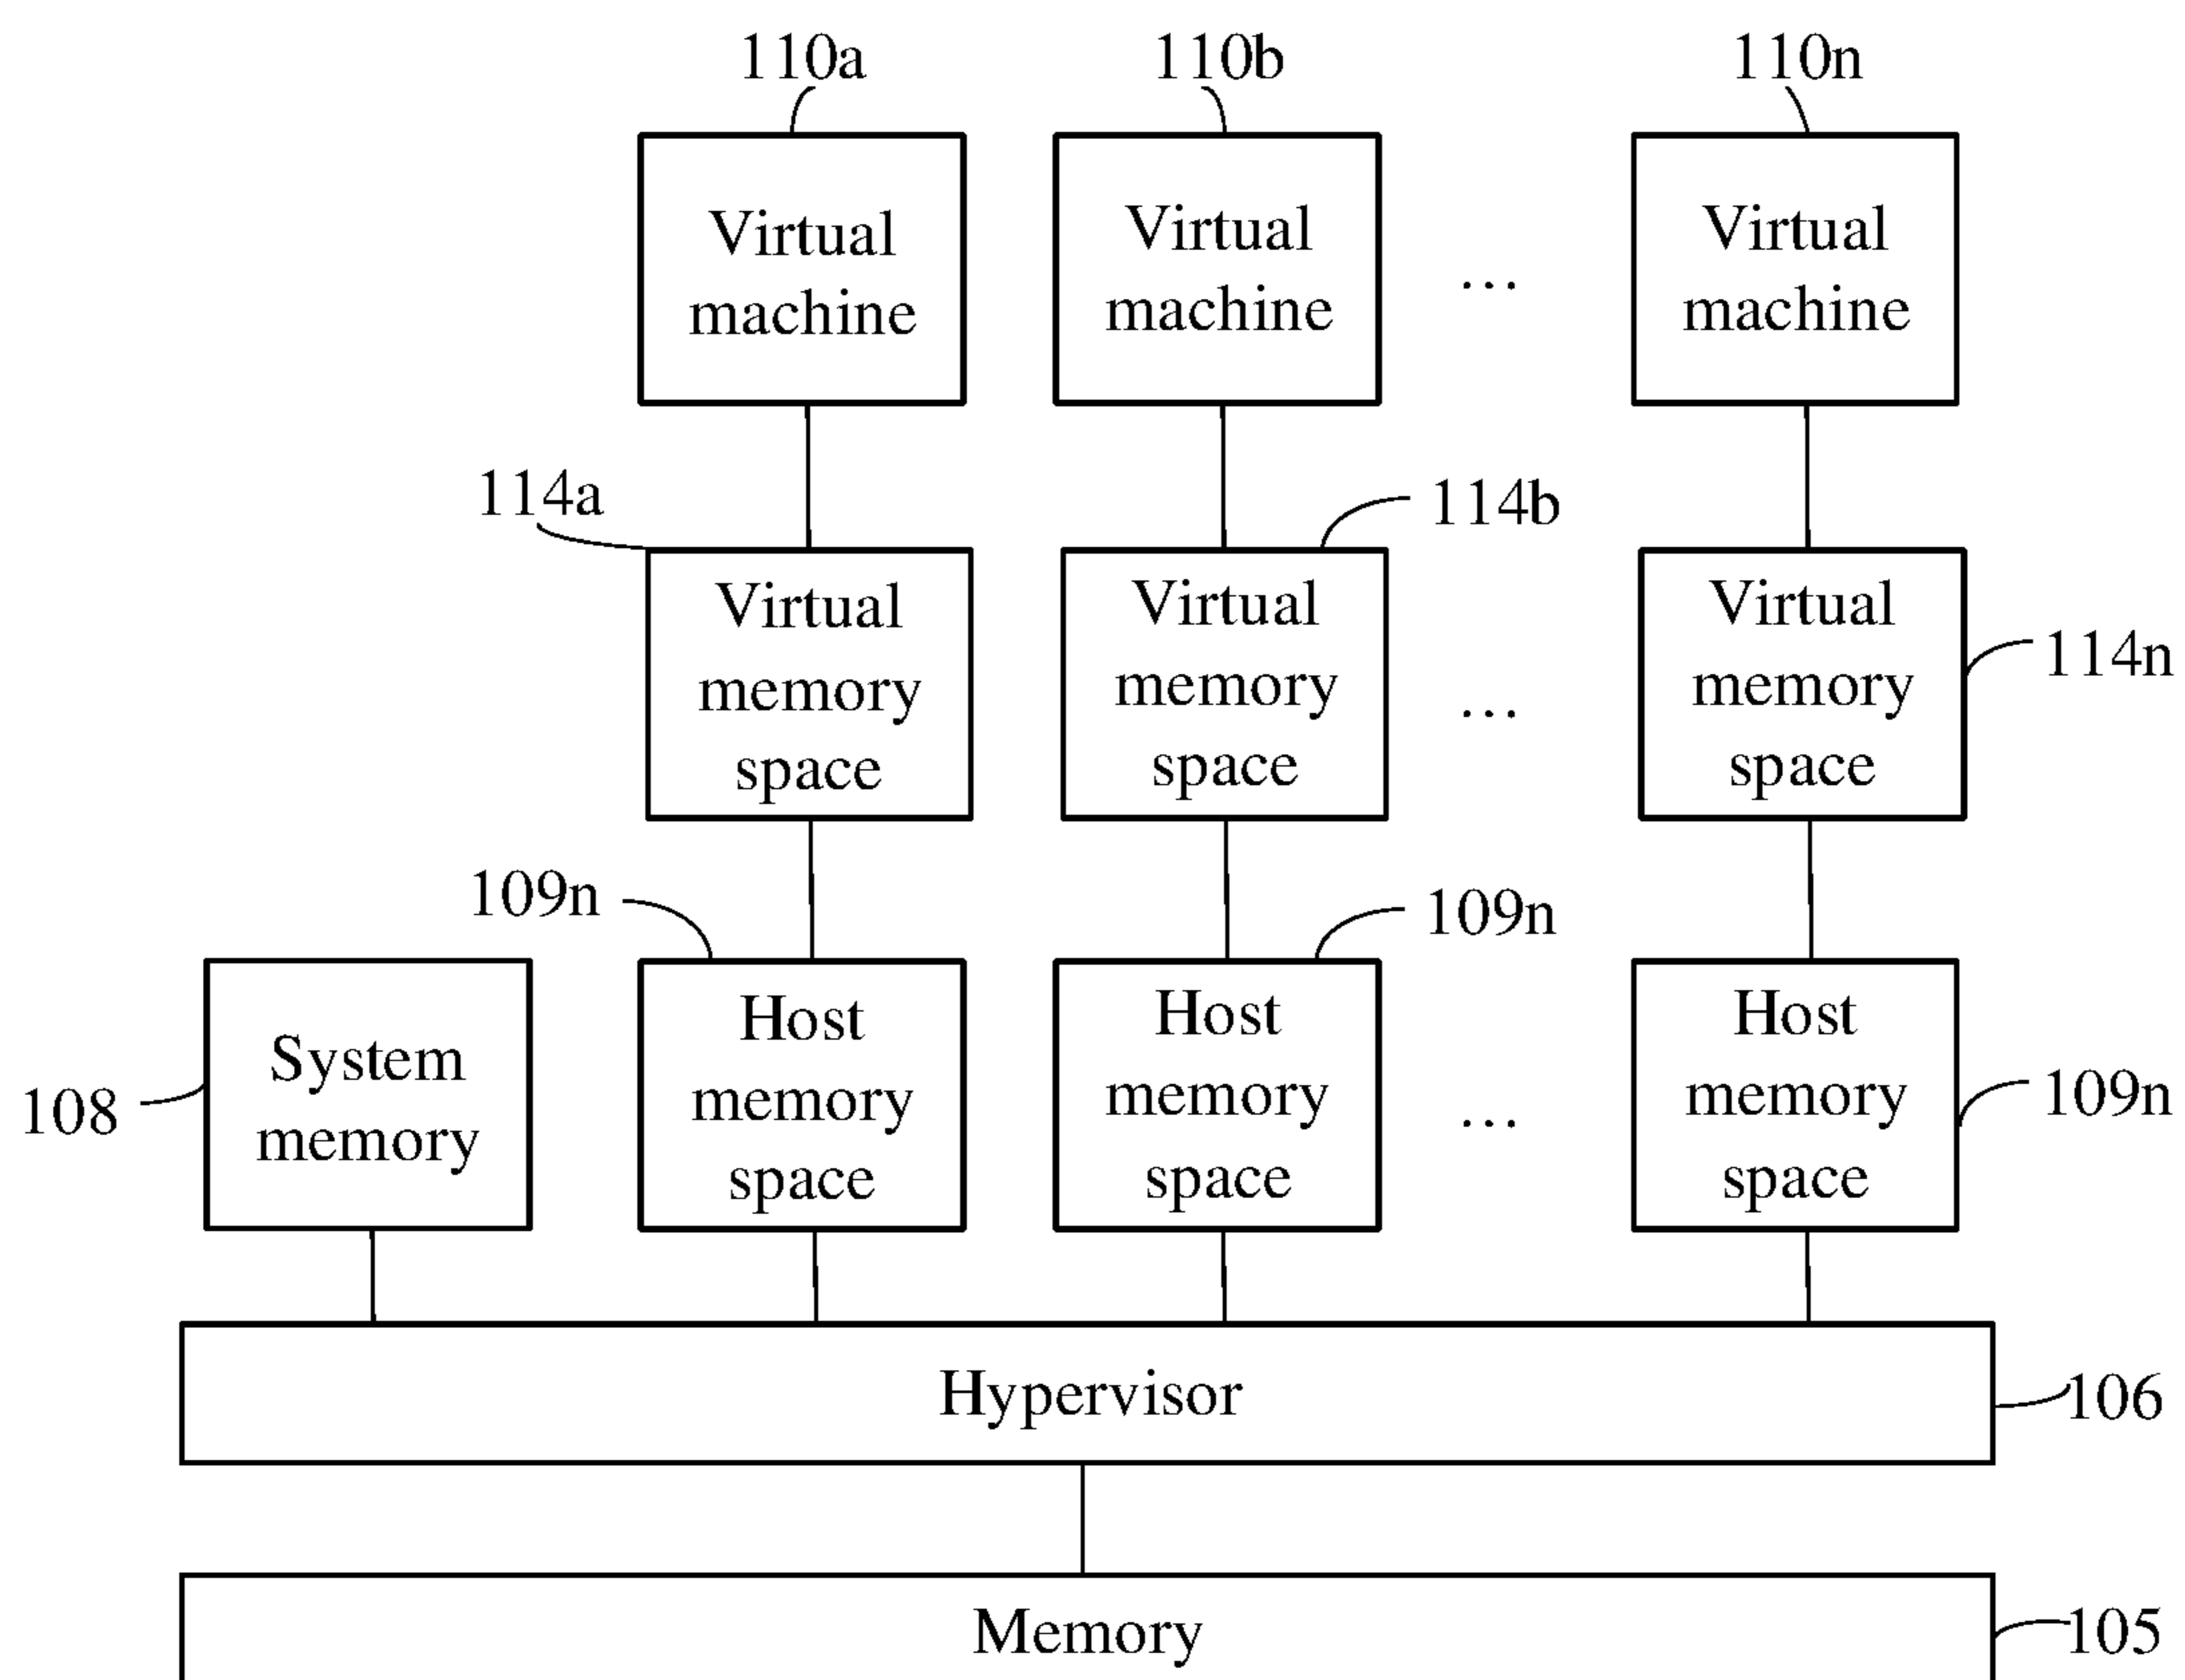 110a
110b
110n
Virtual
machine
Virtual
machine
...
Virtual
machine
114a
114b
114n
Virtual
memory
space
Virtual
memory
space
...
Virtual
memory
space
109n
109n
109n
108
System
memory
Host
memory
space
Host
memory
space
...
Host
memory
space
Hypervisor
106
Memory
105